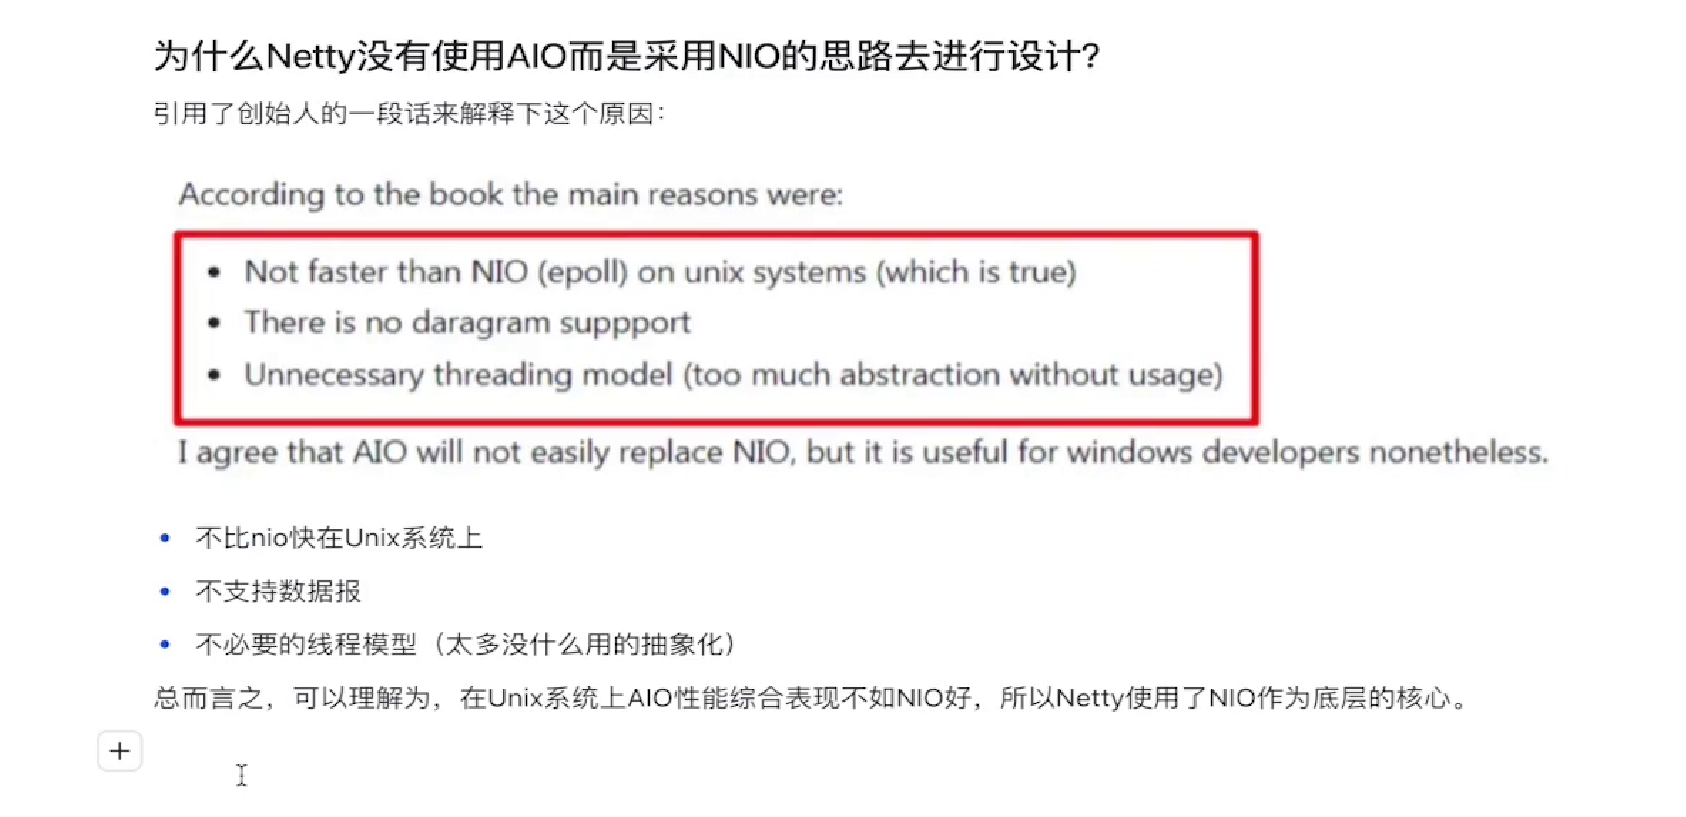 为什么Netty没有使用AIO而是采用NIO的思路去进行设计?
引用了创始人的一段话来解释下这个原因：
According to the book the main reasons were:
• Not faster than NIO (epoll) on unix systems (which is true)
• There is no daragram suppport
• Unnecessary threading model (too much abstraction without usage)
I agree that AIO will not easily replace NIO, but it is useful for windows developers nonetheless.
• 不比nio快在Unix系统上
• 不支持数据报
• 不必要的线程模型（太多没什么用的抽象化）
总而言之，可以理解为，在Unix系统上AIO性能综合表现不如NIO好，所以Netty使用了NIO作为底层的核心。